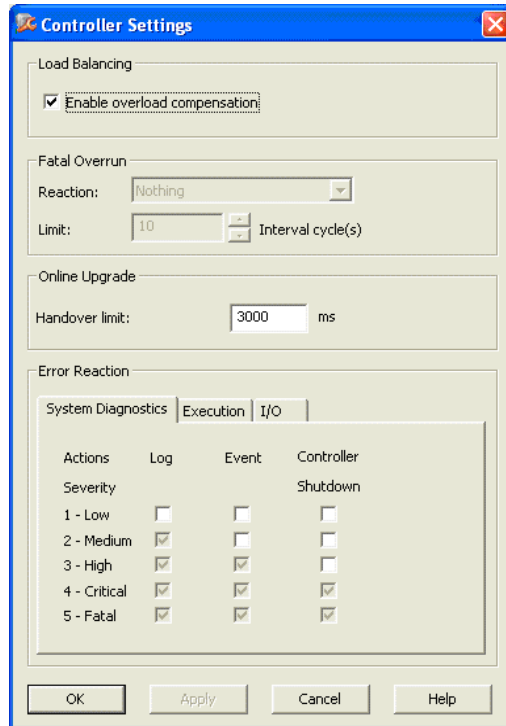 Controller Settings
Load Balancing
Enable overload compensation
Fatal Overrun
Reaction: Nothing
Limit: 10 Interval cycle(s)
Online Upgrade
Handover limit: 3000 ms
Error Reaction
System Diagnostics Execution I/O
Actions Log Event Controller
Severity Shutdown
1 - Low
2 - Medium
3 - High
4 - Critical
5 - Fatal
OK Apply Cancel Help